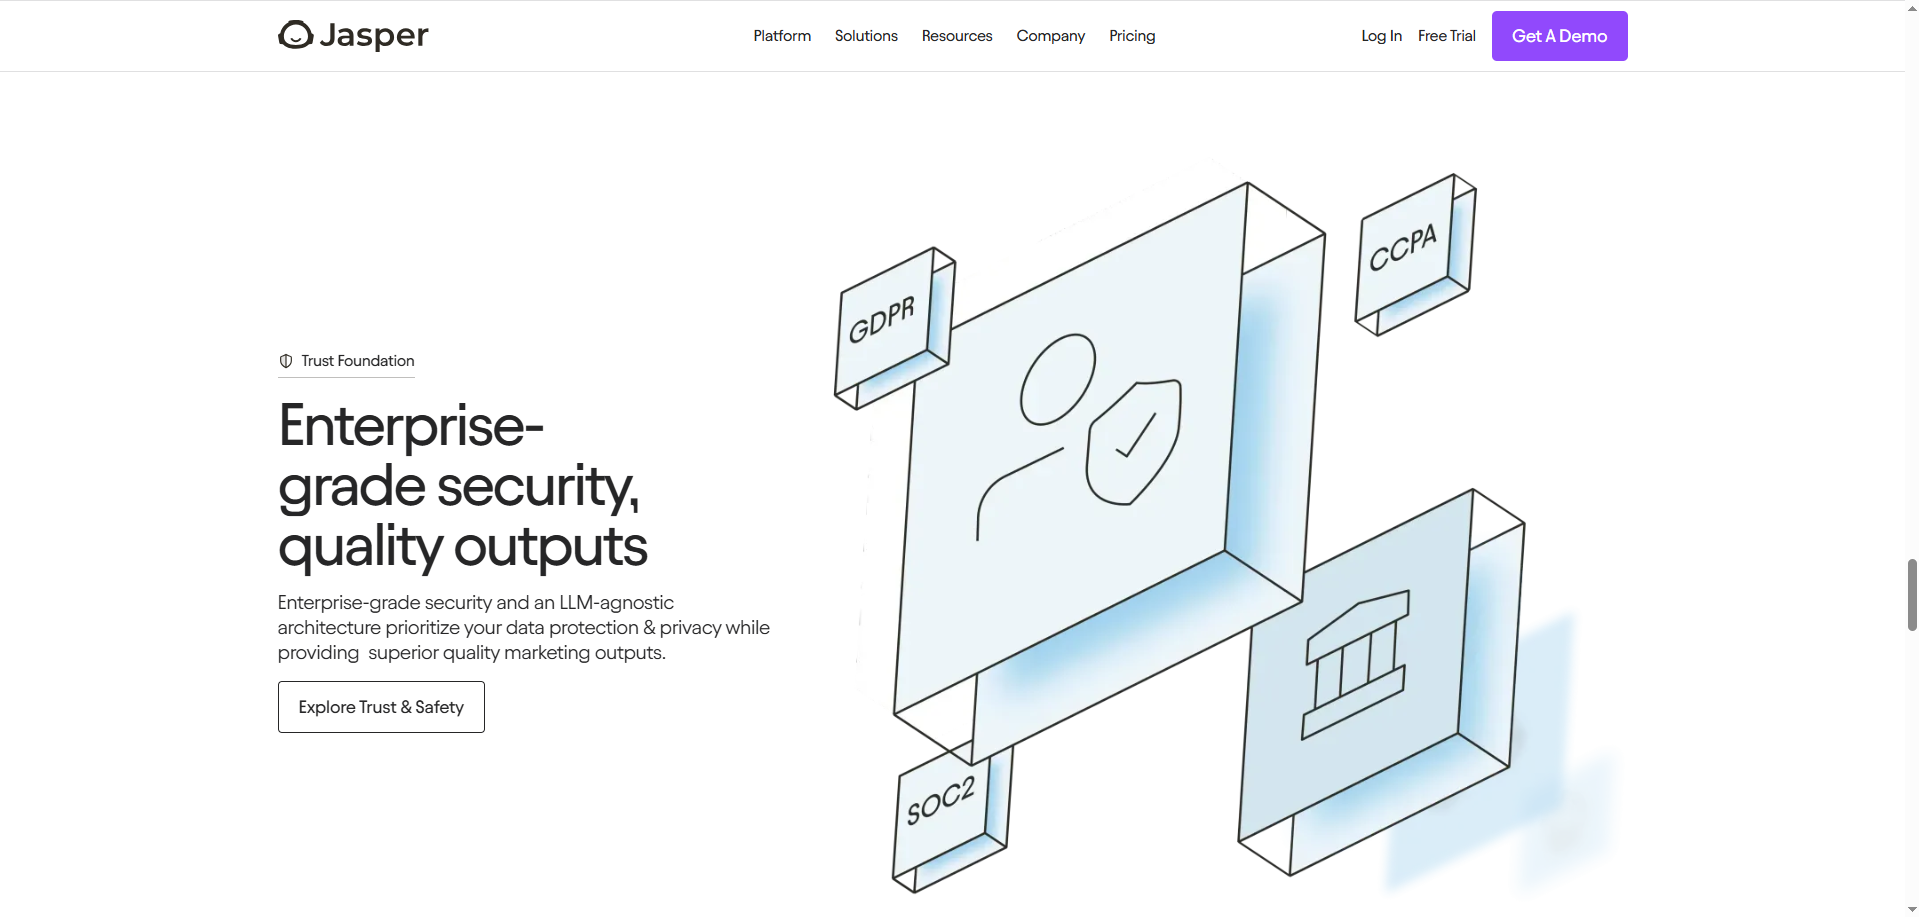 Jasper
Platform Solutions Resources Company Pricing
Log In Free Trial Get A Demo
Trust Foundation
Enterprise-
grade security,
quality outputs
Enterprise-grade security and an LLM-agnostic
architecture prioritize your data protection & privacy while
providing  superior quality marketing outputs.
Explore Trust & Safety
GDPR
CCPA
SOC2